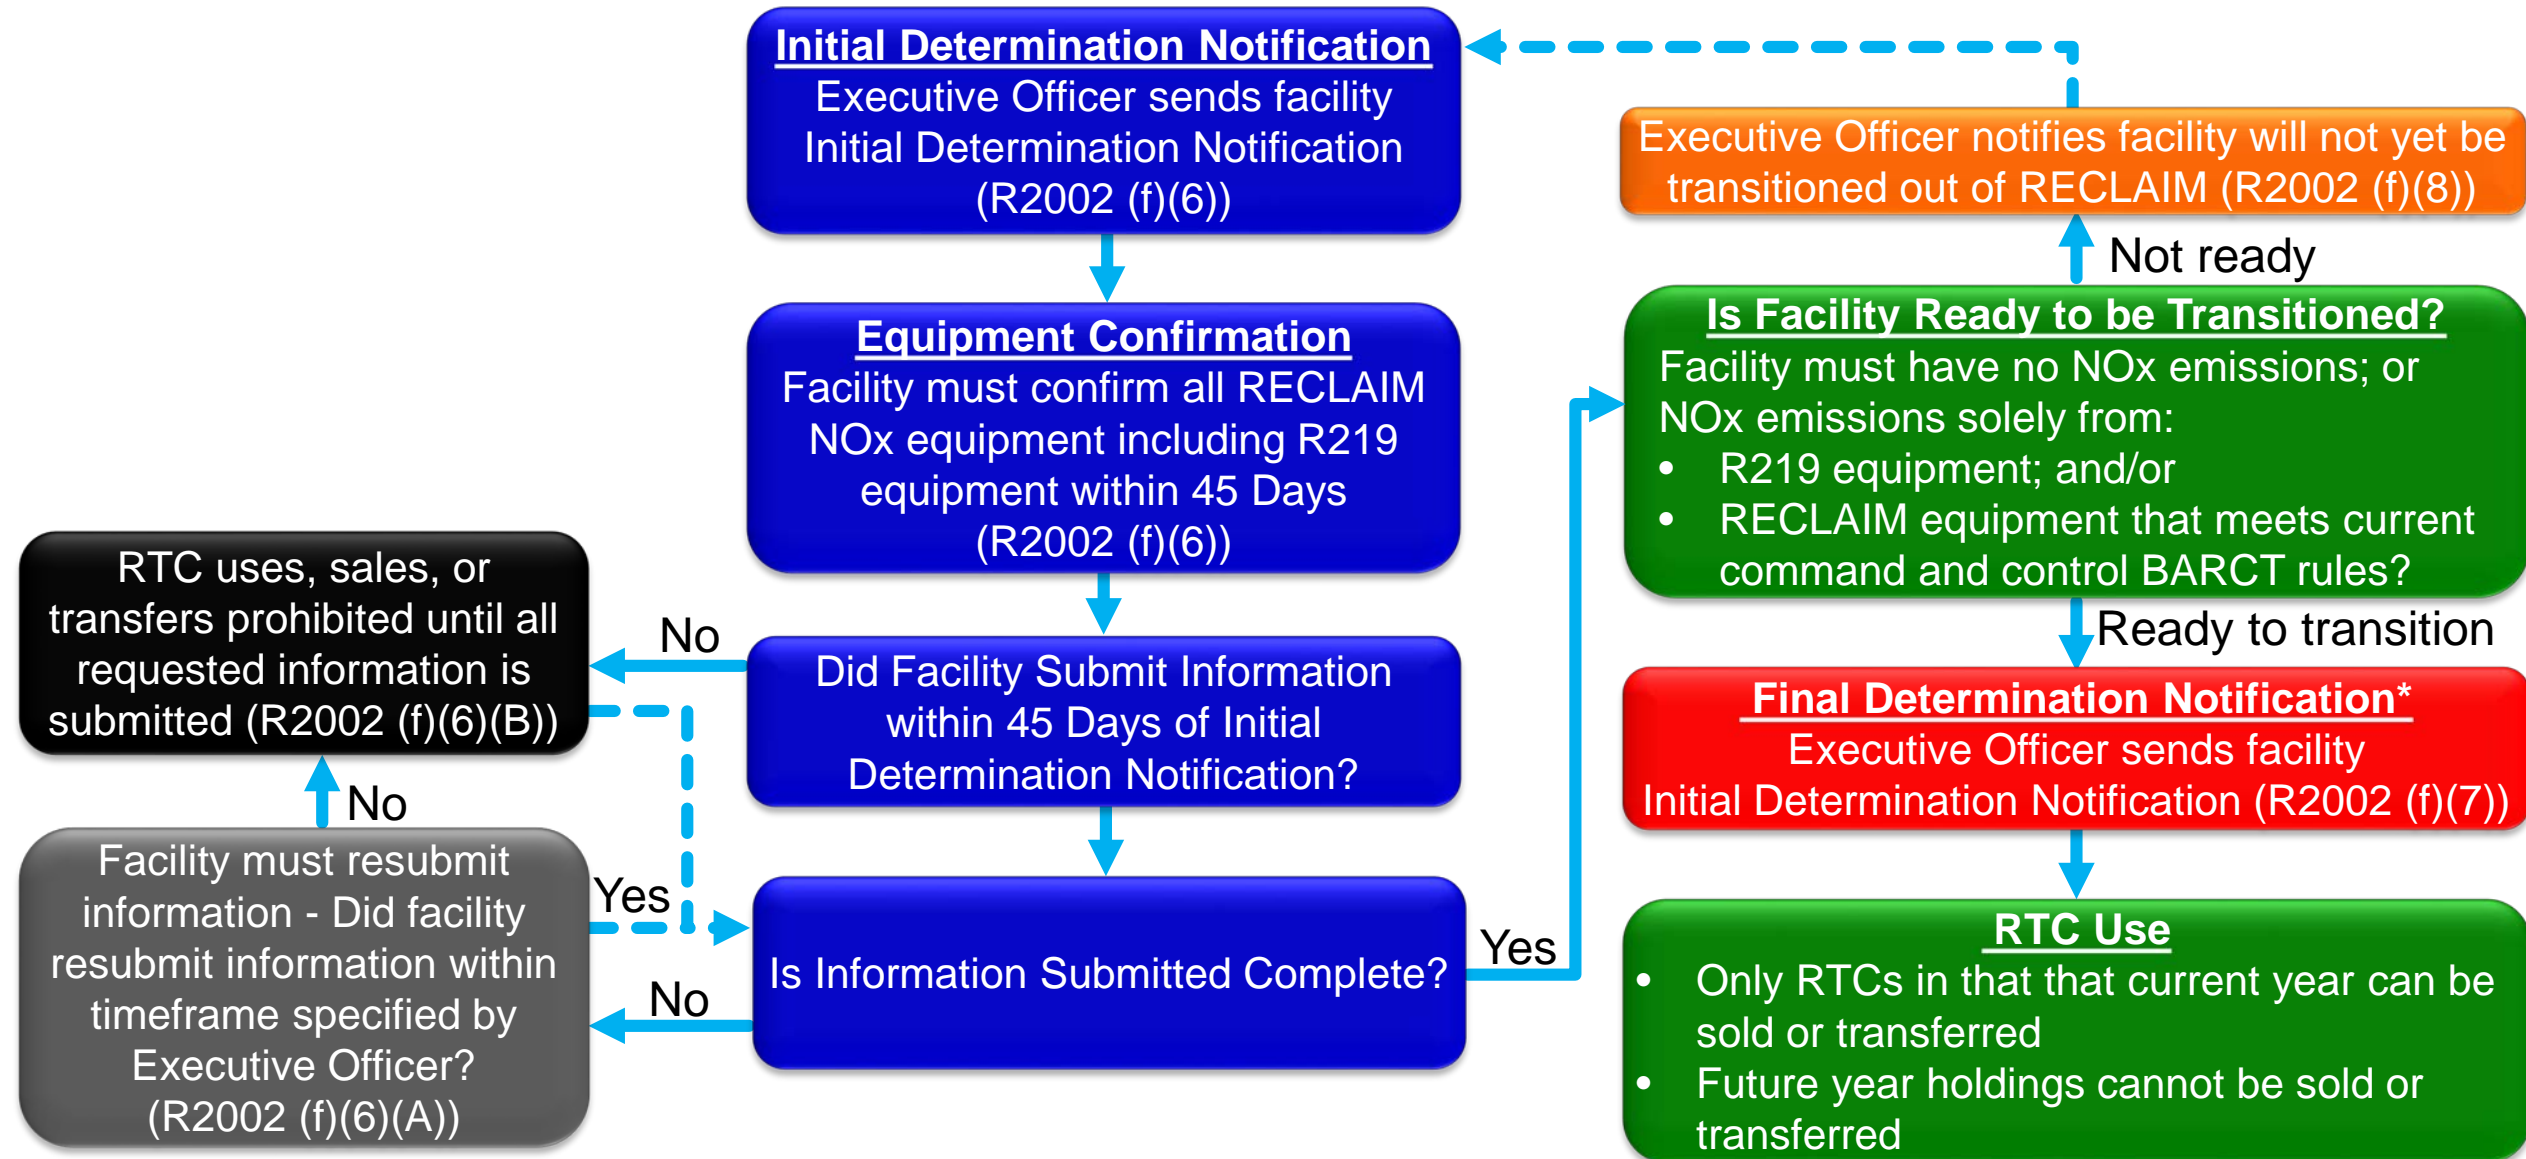 Initial Determination Notification
Executive Officer sends facility
Initial Determination Notification
(R2002 (f)(6))
Executive Officer notifies facility will not yet be
transitioned out of RECLAIM (R2002 (f)(8))
Not ready
Equipment Confirmation
Facility must confirm all RECLAIM
NOx equipment including R219
equipment within 45 Days
(R2002 (f)(6))
Is Facility Ready to be Transitioned?
Facility must have no NOx emissions; or
NOx emissions solely from:
• R219 equipment; and/or
• RECLAIM equipment that meets current
command and control BARCT rules?
Ready to transition
RTC uses, sales, or
transfers prohibited until all
requested information is
submitted (R2002 (f)(6)(B))
No
Did Facility Submit Information
within 45 Days of Initial
Determination Notification?
Final Determination Notification*
Executive Officer sends facility
Initial Determination Notification (R2002 (f)(7))
No
Facility must resubmit
information - Did facility
resubmit information within
timeframe specified by
Executive Officer?
(R2002 (f)(6)(A))
Yes
No
Is Information Submitted Complete?
Yes
RTC Use
• Only RTCs in that that current year can be
sold or transferred
• Future year holdings cannot be sold or
transferred